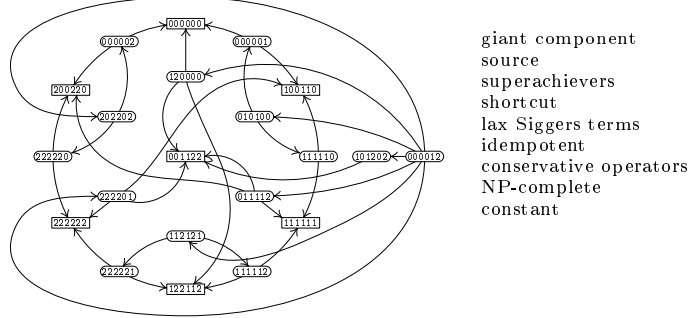 000000
000002
000001
120000
200220
100110
202202
010100
222220
001122
111110
101202
000012
222201
011112
222222
111111
112121
222221
111112
122112
giant component
source
superachievers
shortcut
lax Siggers terms
idempotent
conservative operators
NP-complete
constant